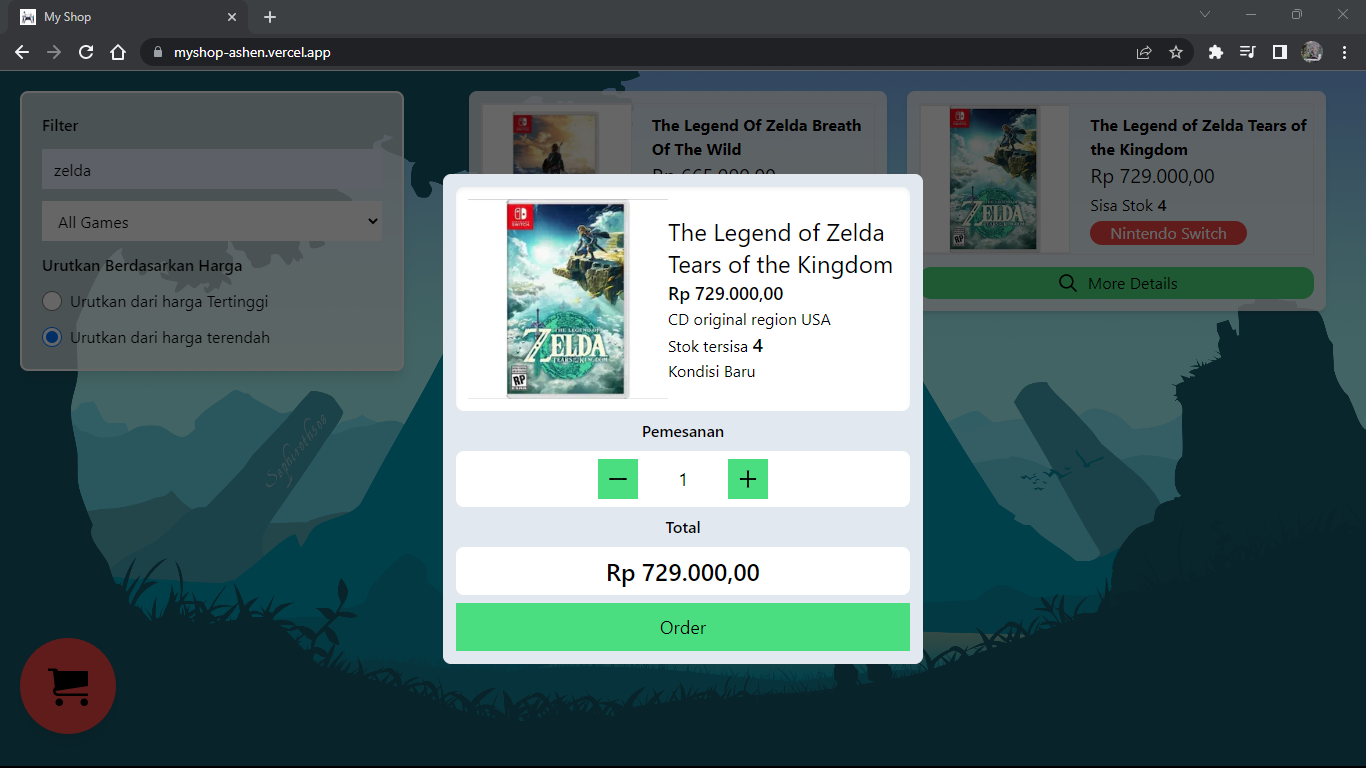 My Shop
myshop-ashen.vercel.app
Filter
zelda
All Games
Urutkan Berdasarkan Harga
Urutkan dari harga Tertinggi
Urutkan dari harga terendah
The Legend Of Zelda Breath
Of The Wild
Rp 665.000,00
The Legend of Zelda Tears of
the Kingdom
Rp 729.000,00
Sisa Stok 4
Nintendo Switch
More Details
ZELDA
The Legend of Zelda
Tears of the Kingdom
Rp 729.000,00
CD original region USA
Stok tersisa 4
Kondisi Baru
THE LEGEND OF
ZELDA
TEARS OF THE KINGDOM
RP
Pemesanan
1
Total
Rp 729.000,00
Order
Sephiroth508